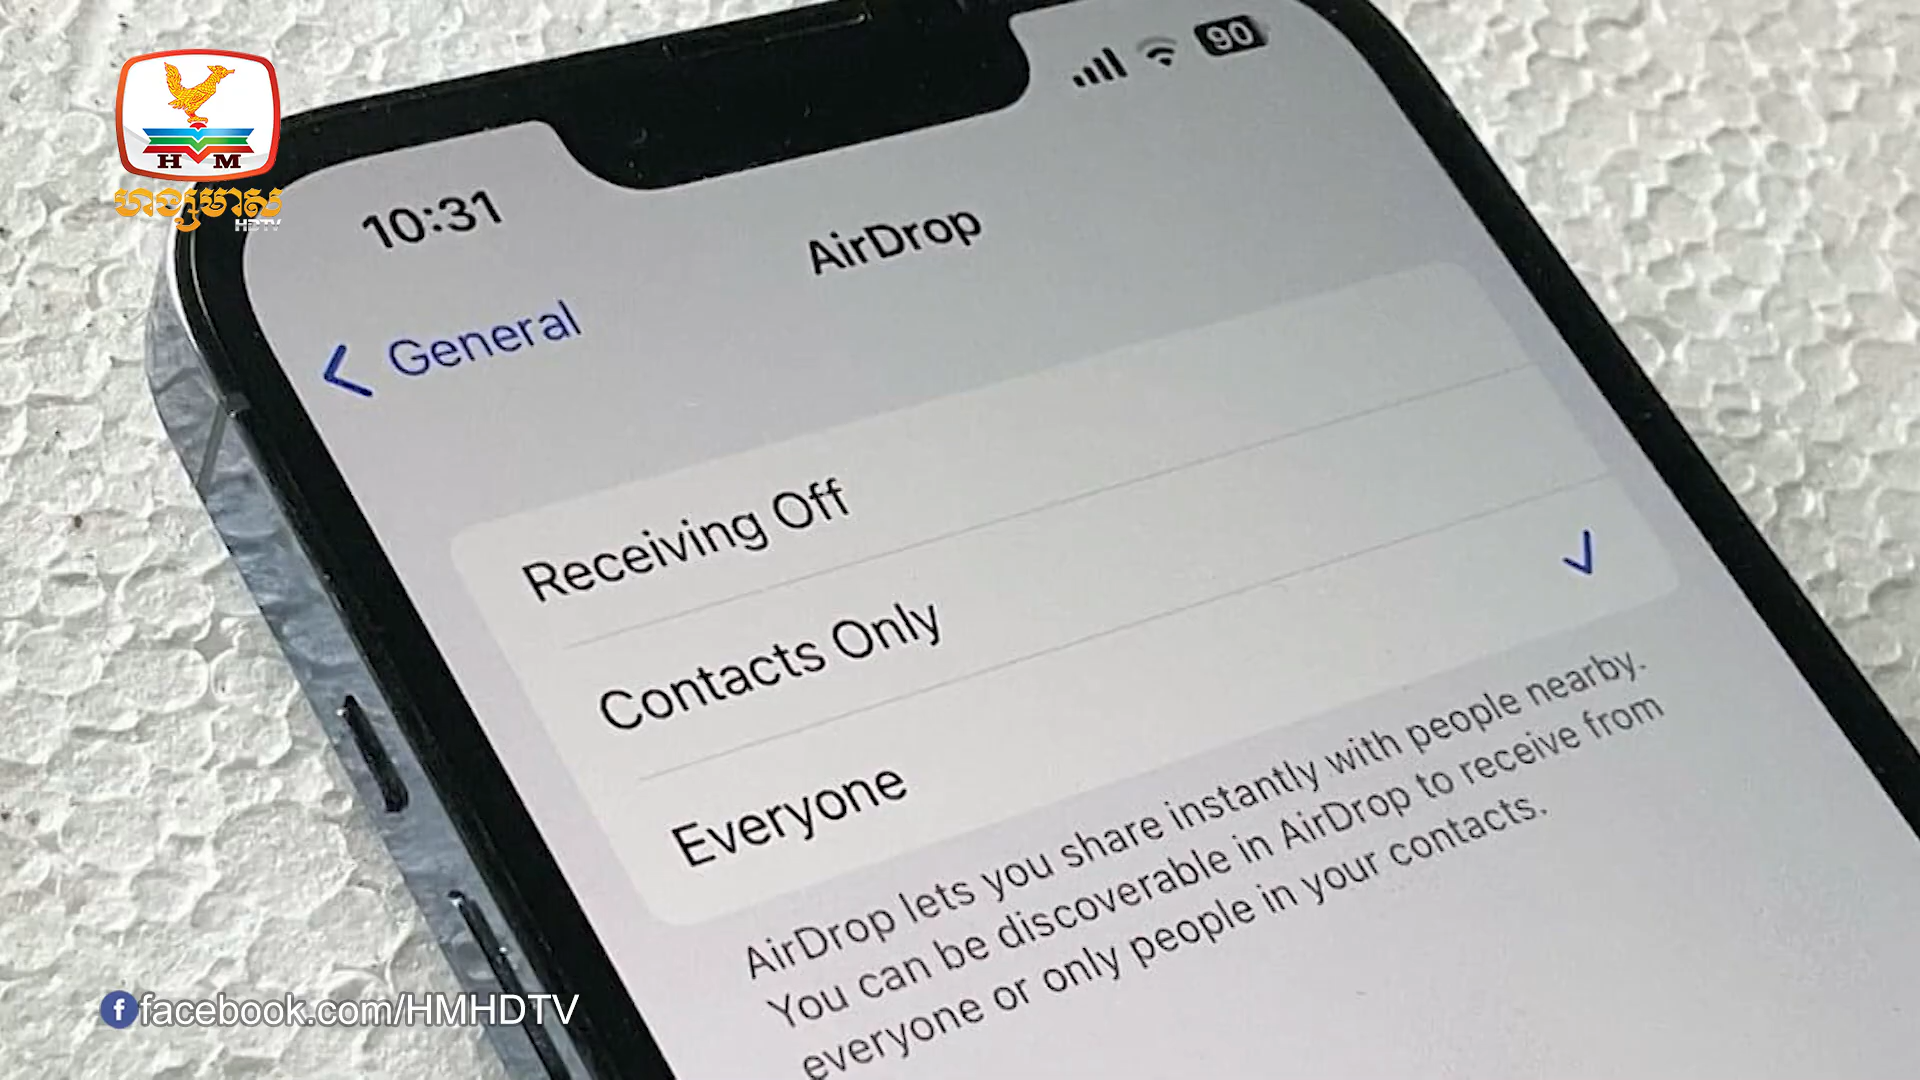 HM
ហង្សមាស
HDTV
10:31
90
AirDrop
General
Receiving Off
Contacts Only
Everyone
AirDrop lets you share instantly with people nearby.
You can be discoverable in AirDrop to receive from
everyone or only people in your contacts.
facebook.com/HMHDTV